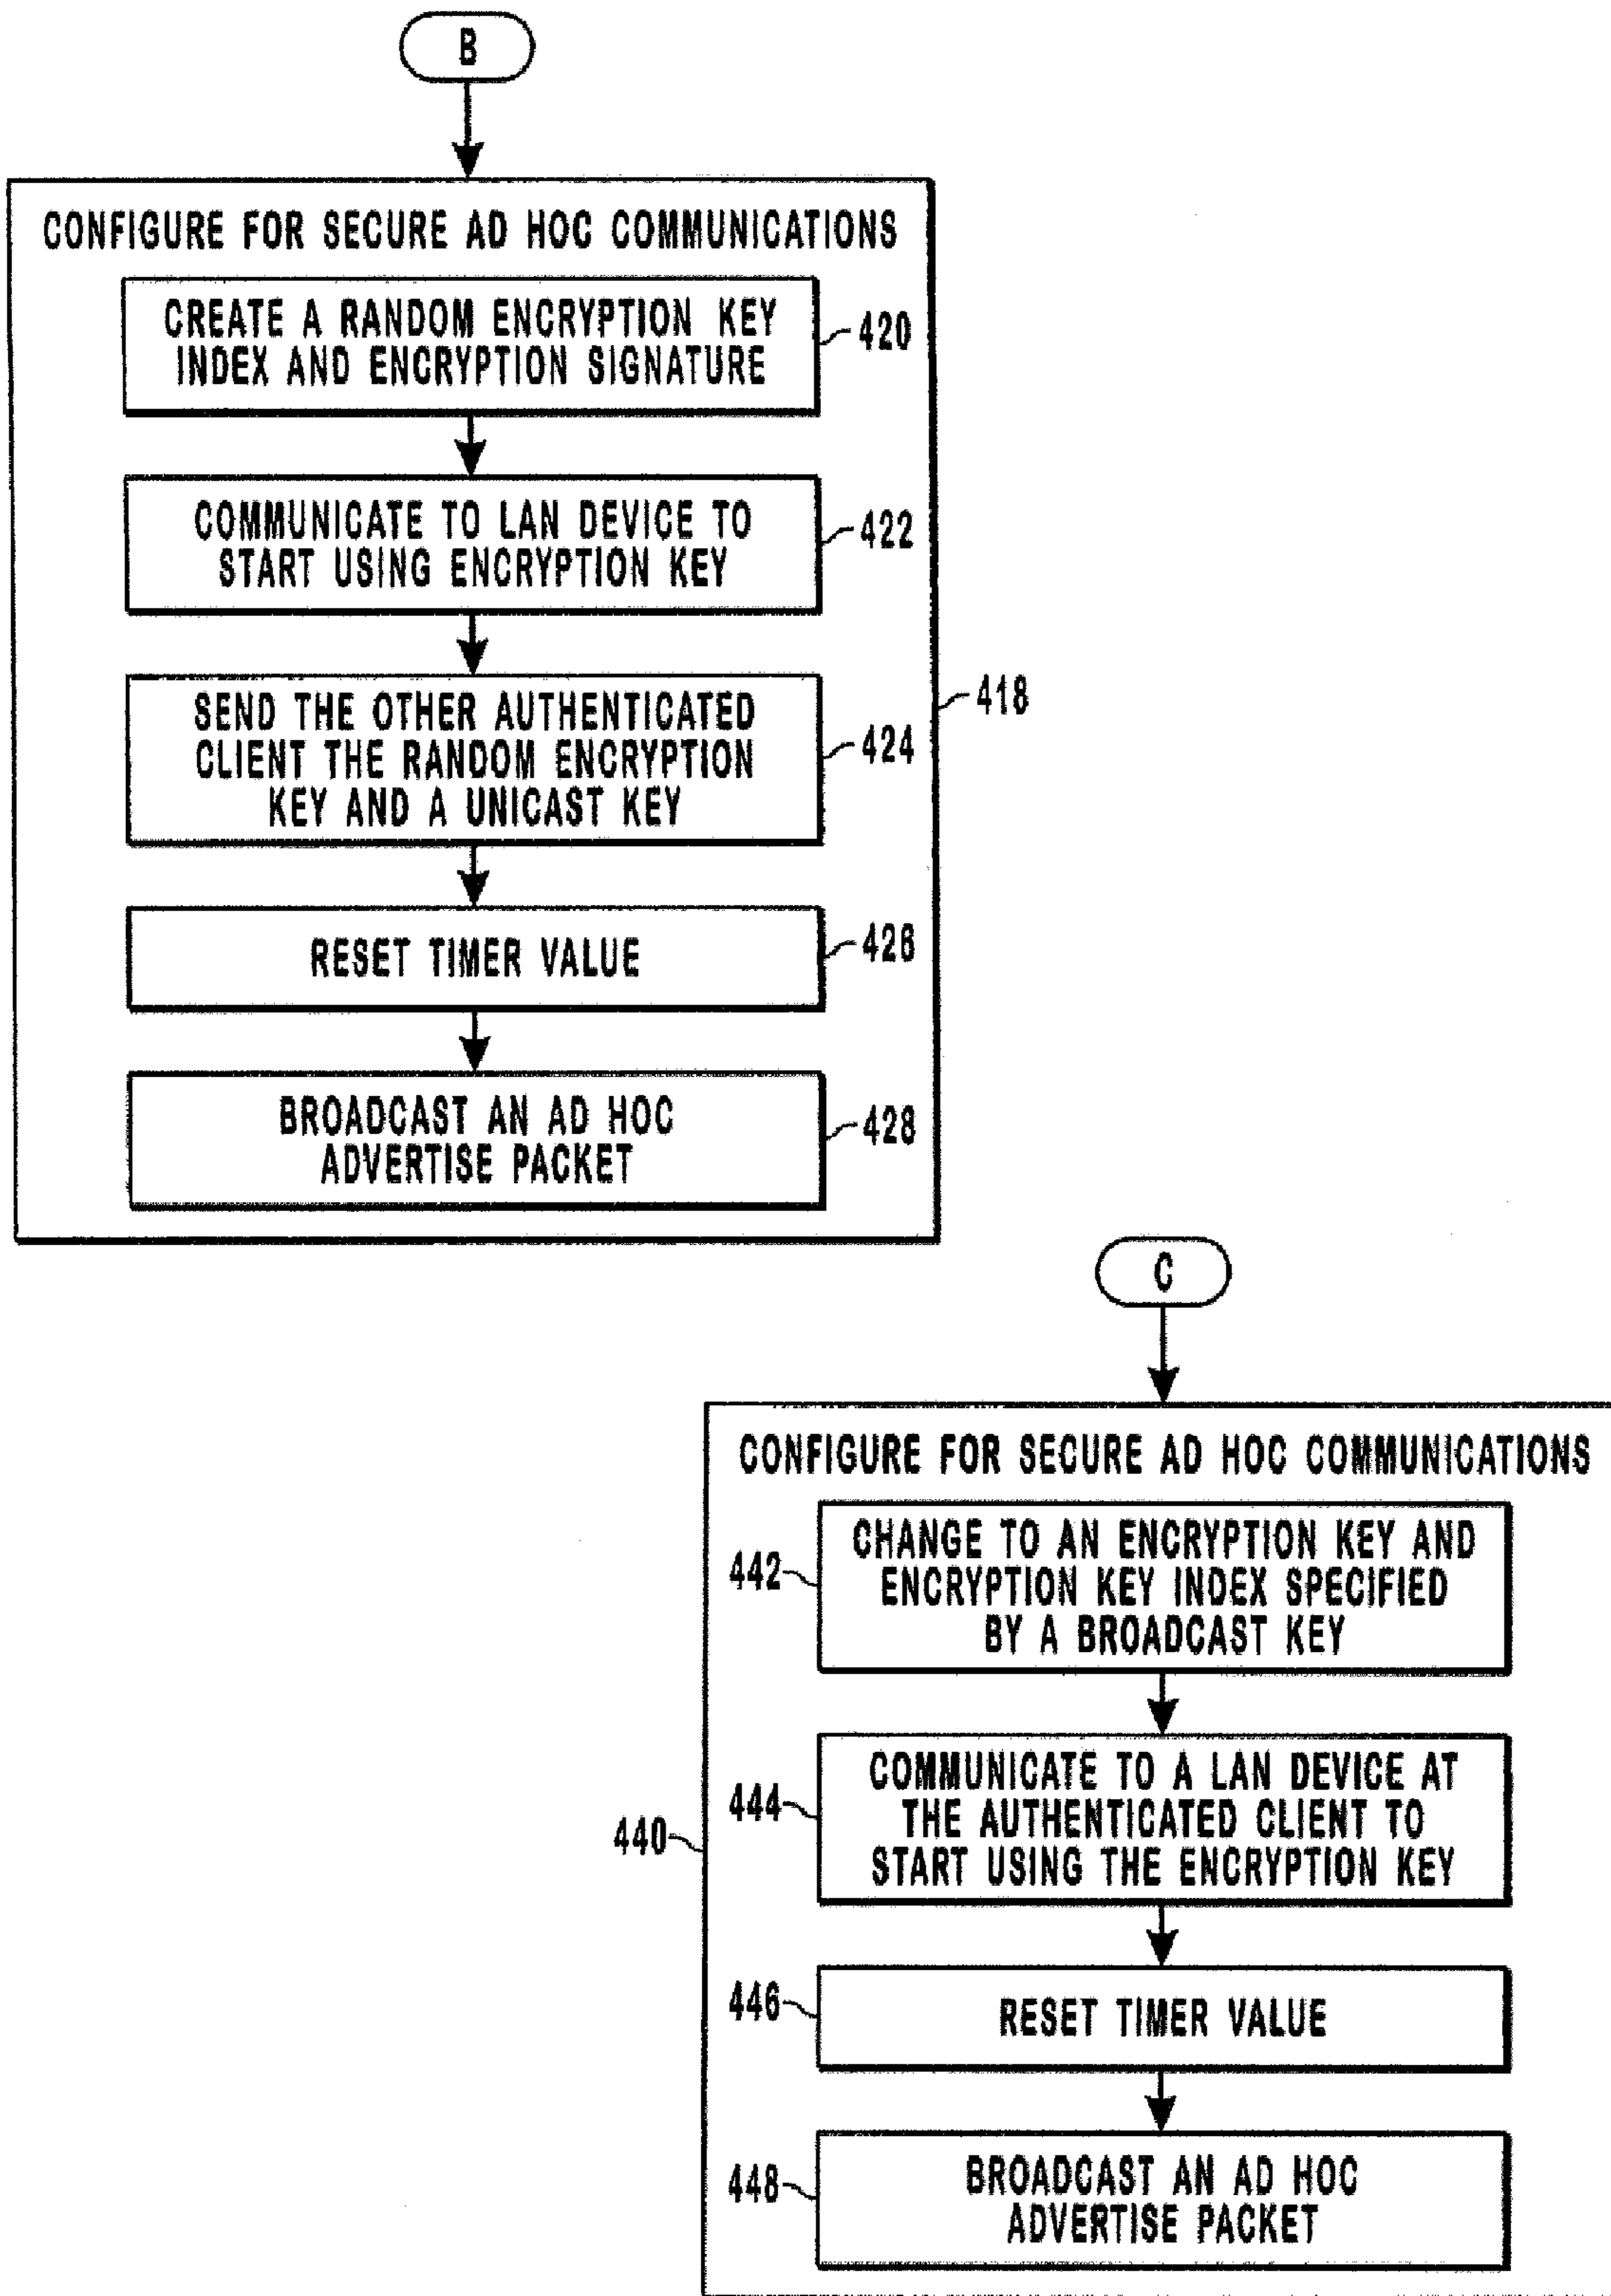 B
CONFIGURE FOR SECURE AD HOC COMMUNICATIONS
CREATE A RANDOM ENCRYPTION KEY
INDEX AND ENCRYPTION SIGNATURE
420
COMMUNICATE TO LAN DEVICE TO
START USING ENCRYPTION KEY
422
SEND THE OTHER AUTHENTICATED
CLIENT THE RANDOM ENCRYPTION
KEY AND A UNICAST KEY
424
418
RESET TIMER VALUE
426
BROADCAST AN AD HOC
ADVERTISE PACKET
428
C
CONFIGURE FOR SECURE AD HOC COMMUNICATIONS
442
CHANGE TO AN ENCRYPTION KEY AND
ENCRYPTION KEY INDEX SPECIFIED
BY A BROADCAST KEY
440
444
COMMUNICATE TO A LAN DEVICE AT
THE AUTHENTICATED CLIENT TO
START USING THE ENCRYPTION KEY
446
RESET TIMER VALUE
448
BROADCAST AN AD HOC
ADVERTISE PACKET